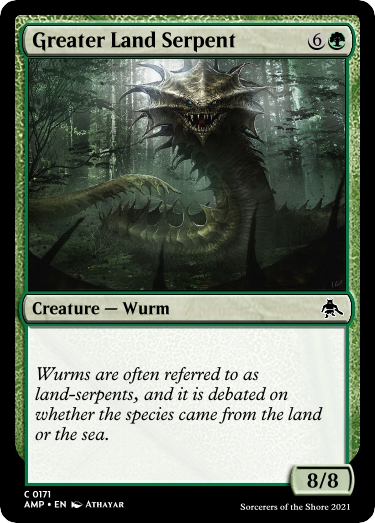 Greater Land Serpent 6
Creature — Wurm
Wurms are often referred to as
land-serpents, and it is debated on
whether the species came from the land
or the sea.
8/8
C 0171
AMP • EN Athayar
Sorcerers of the Shore 2021